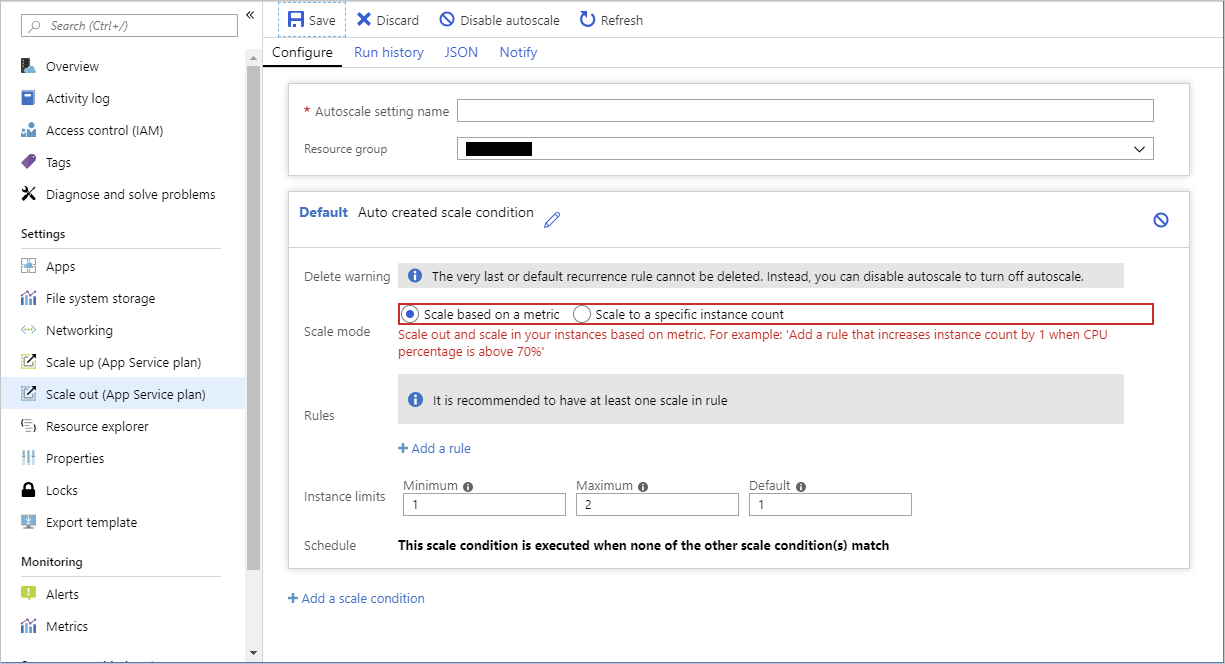 Search (Ctrl+/)
«
Overview
Activity log
Access control (IAM)
Tags
Diagnose and solve problems
Settings
Apps
File system storage
Networking
Scale up (App Service plan)
Scale out (App Service plan)
Resource explorer
Properties
Locks
Export template
Monitoring
Alerts
Metrics
Save Discard Disable autoscale Refresh
Configure Run history JSON Notify
* Autoscale setting name
Resource group
Default Auto created scale condition
Delete warning The very last or default recurrence rule cannot be deleted. Instead, you can disable autoscale to turn off autoscale.
Scale mode
Scale based on a metric Scale to a specific instance count
Scale out and scale in your instances based on metric. For example: 'Add a rule that increases instance count by 1 when CPU
percentage is above 70%'
Rules
It is recommended to have at least one scale in rule
+ Add a rule
Instance limits
Minimum Maximum Default
1 2 1
Schedule This scale condition is executed when none of the other scale condition(s) match
+ Add a scale condition